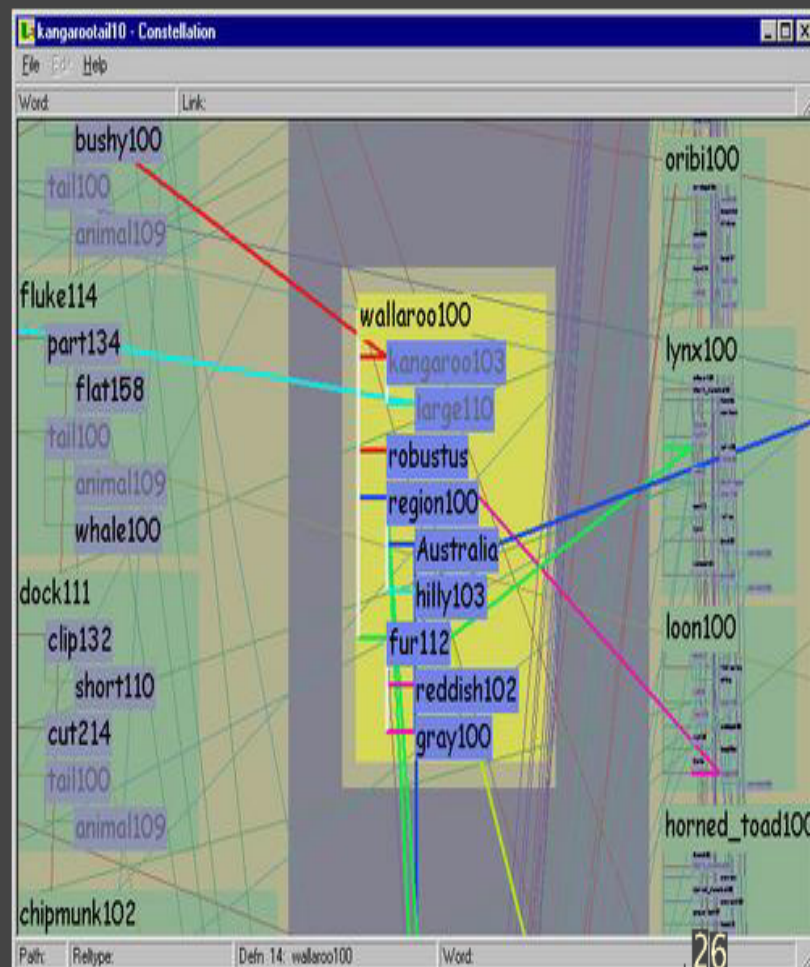 kangarootail10 - Constellation
File Edit Help
Word: Link:
bushy100
tail100
animal109
fluke114
part134
flat158
tail100
animal109
whale100
dock111
clip132
short110
cut214
tail100
animal109
chipmunk102
wallaroo100
kangaroo103
large110
robustus
region100
Australia
hilly103
fur112
reddish102
gray100
oribi100
lynx100
loon100
horned_toad100
Path: Reltype: Defn 14: wallaroo100 Word:
26